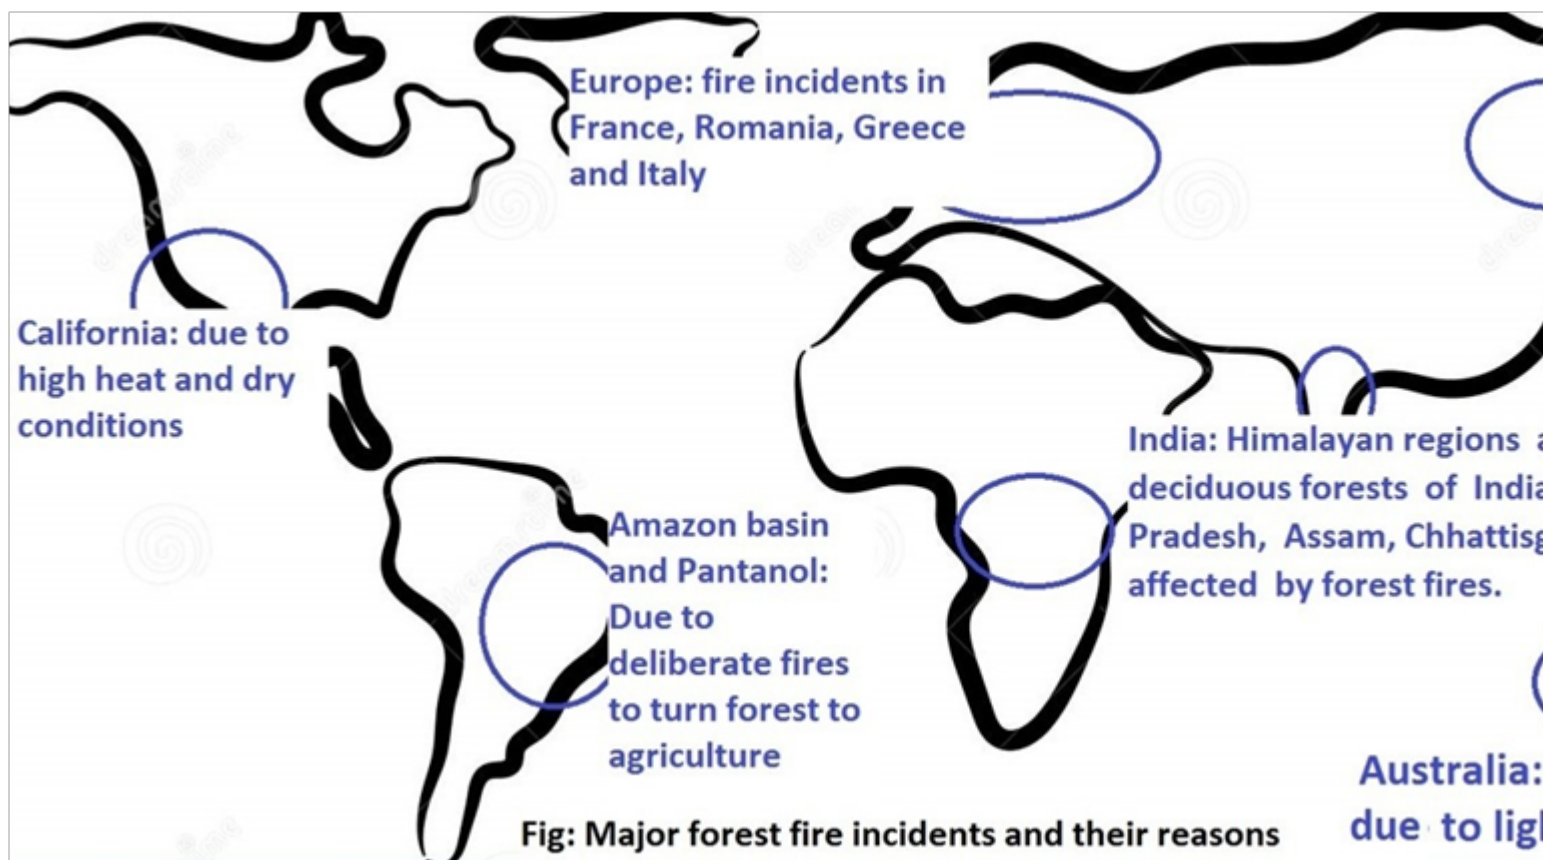 Europe: fire incidents in
France, Romania, Greece
and Italy
California: due to
high heat and dry
conditions
India: Himalayan regions
deciduous forests of
Pradesh, Assam,
affected by forest fires.
Amazon basin
and Pantanol:
Due to
deliberate fires
to turn forest to
agriculture
Australia:
due to
Fig: Major forest fire incidents and their reasons